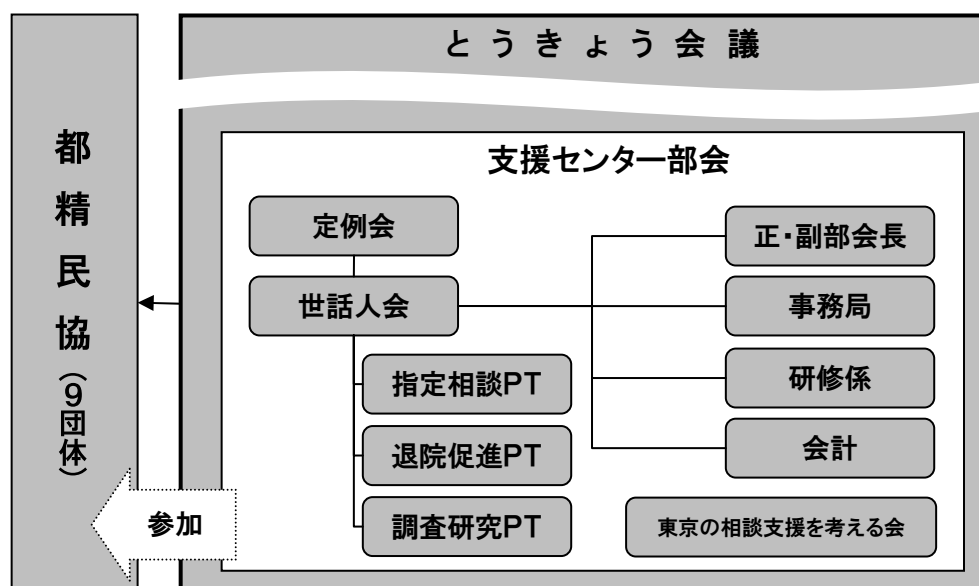 とうきょう会議
都精民協(9団体)
支援センター部会
定例会
世話人会
指定相談PT
退院促進PT
調査研究PT
正・副部会長
事務局
研修係
会計
東京の相談支援を考える会
参加